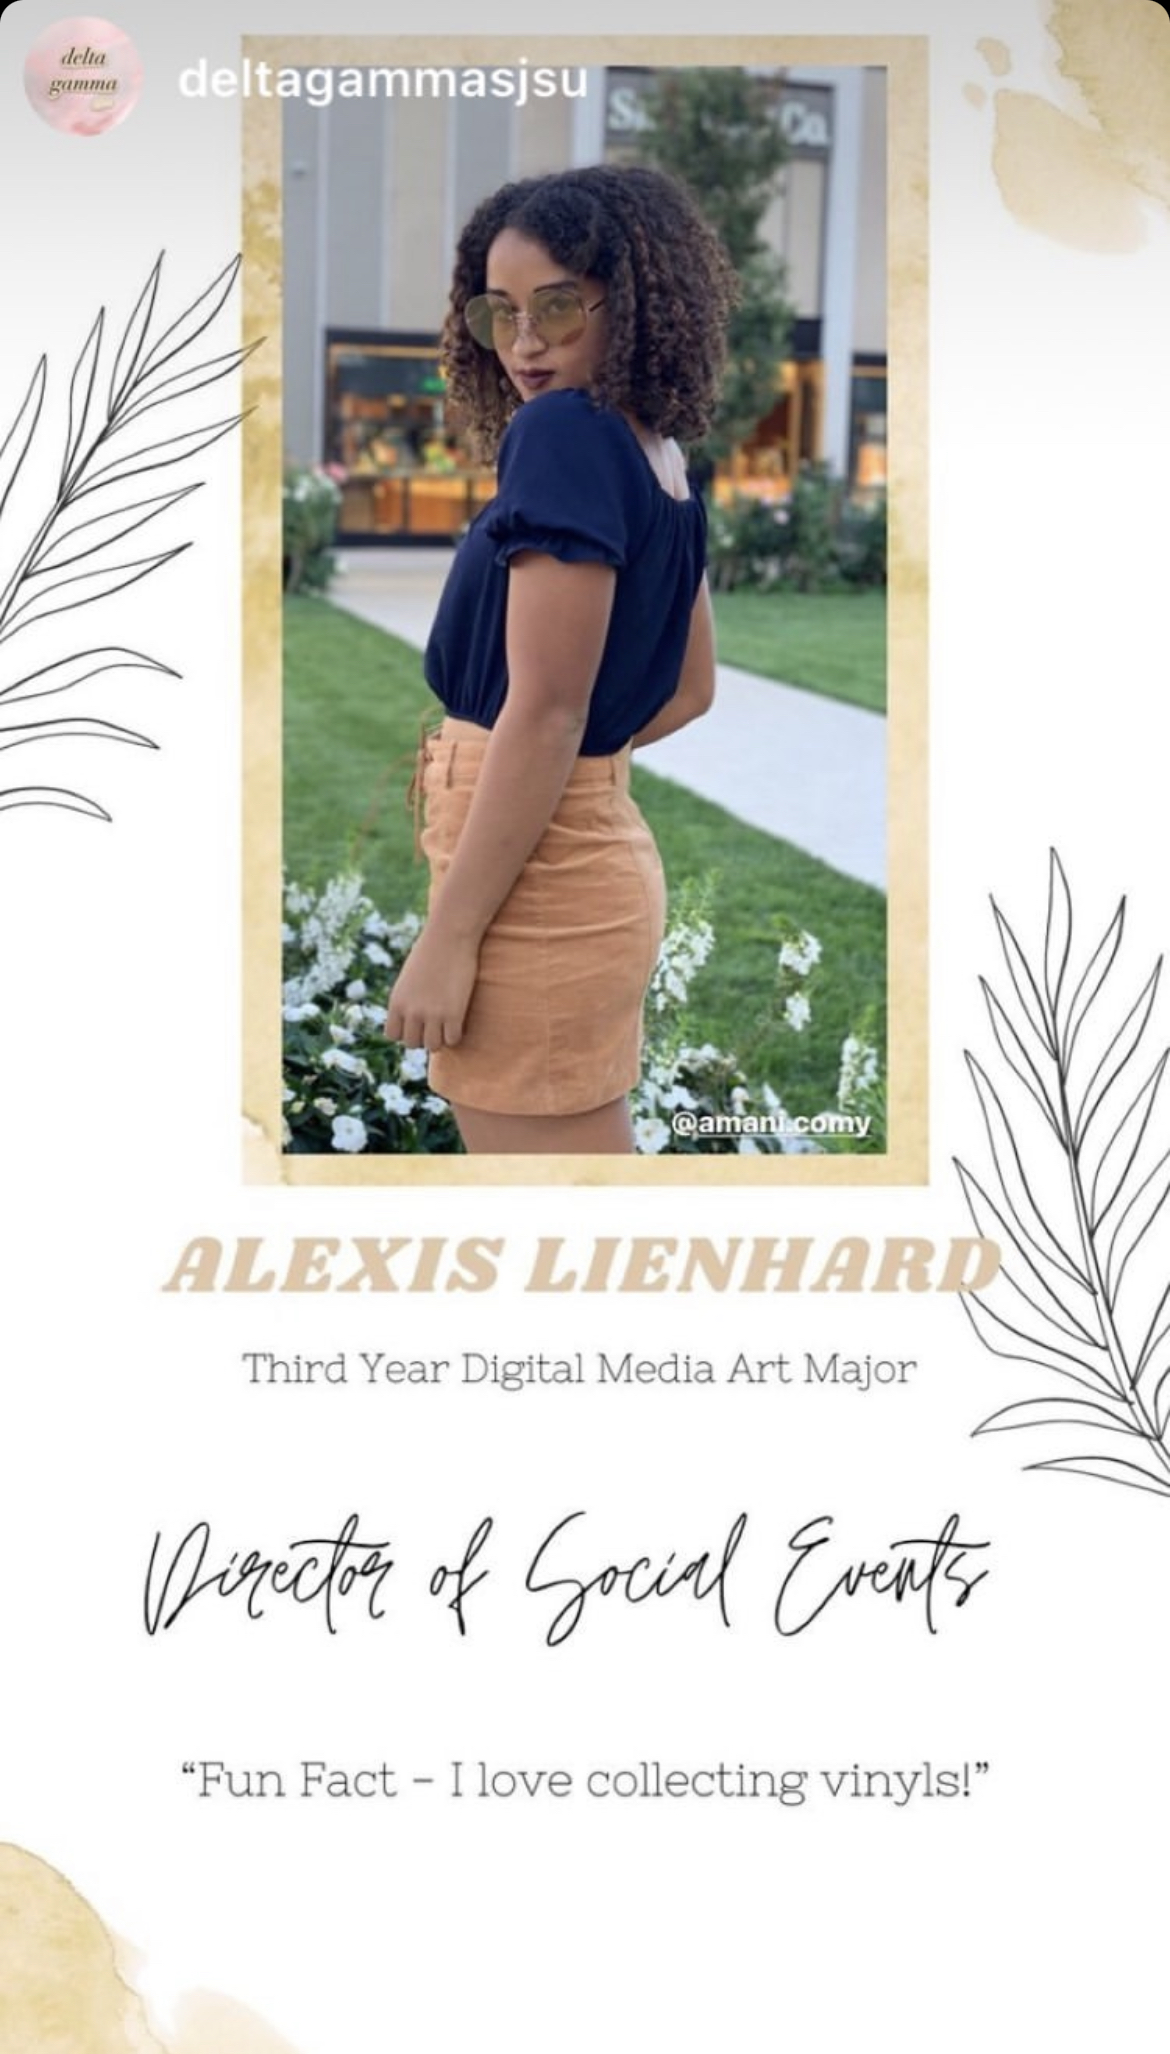 delta
gamma
deltagammasjsu
Co.
@amani.comy
ALEXIS LIENHARD
Third Year Digital Media Art Major
Director of Social Events
“Fun Fact – I love collecting vinyls!”